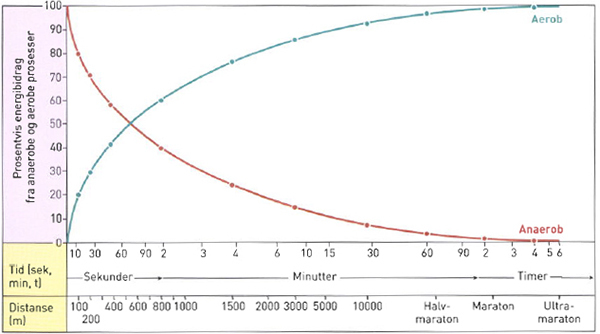 Prosentvis energibidrag
fra anaerobe og aerobe prosesser
100
90
80
70
60
50
40
30
20
10
0
Aerob
Anaerob
10 30 60 90 2 3 4 6 10 15 30 60 90 2 3 4 5 6
Tid (sek,
min, t)
Sekunder Minutter Timer
Distanse
(m)
100 400 600 800 1000 1500 2000 3000 5000 10000 Halv- Maraton Ultra-
200 maraton maraton